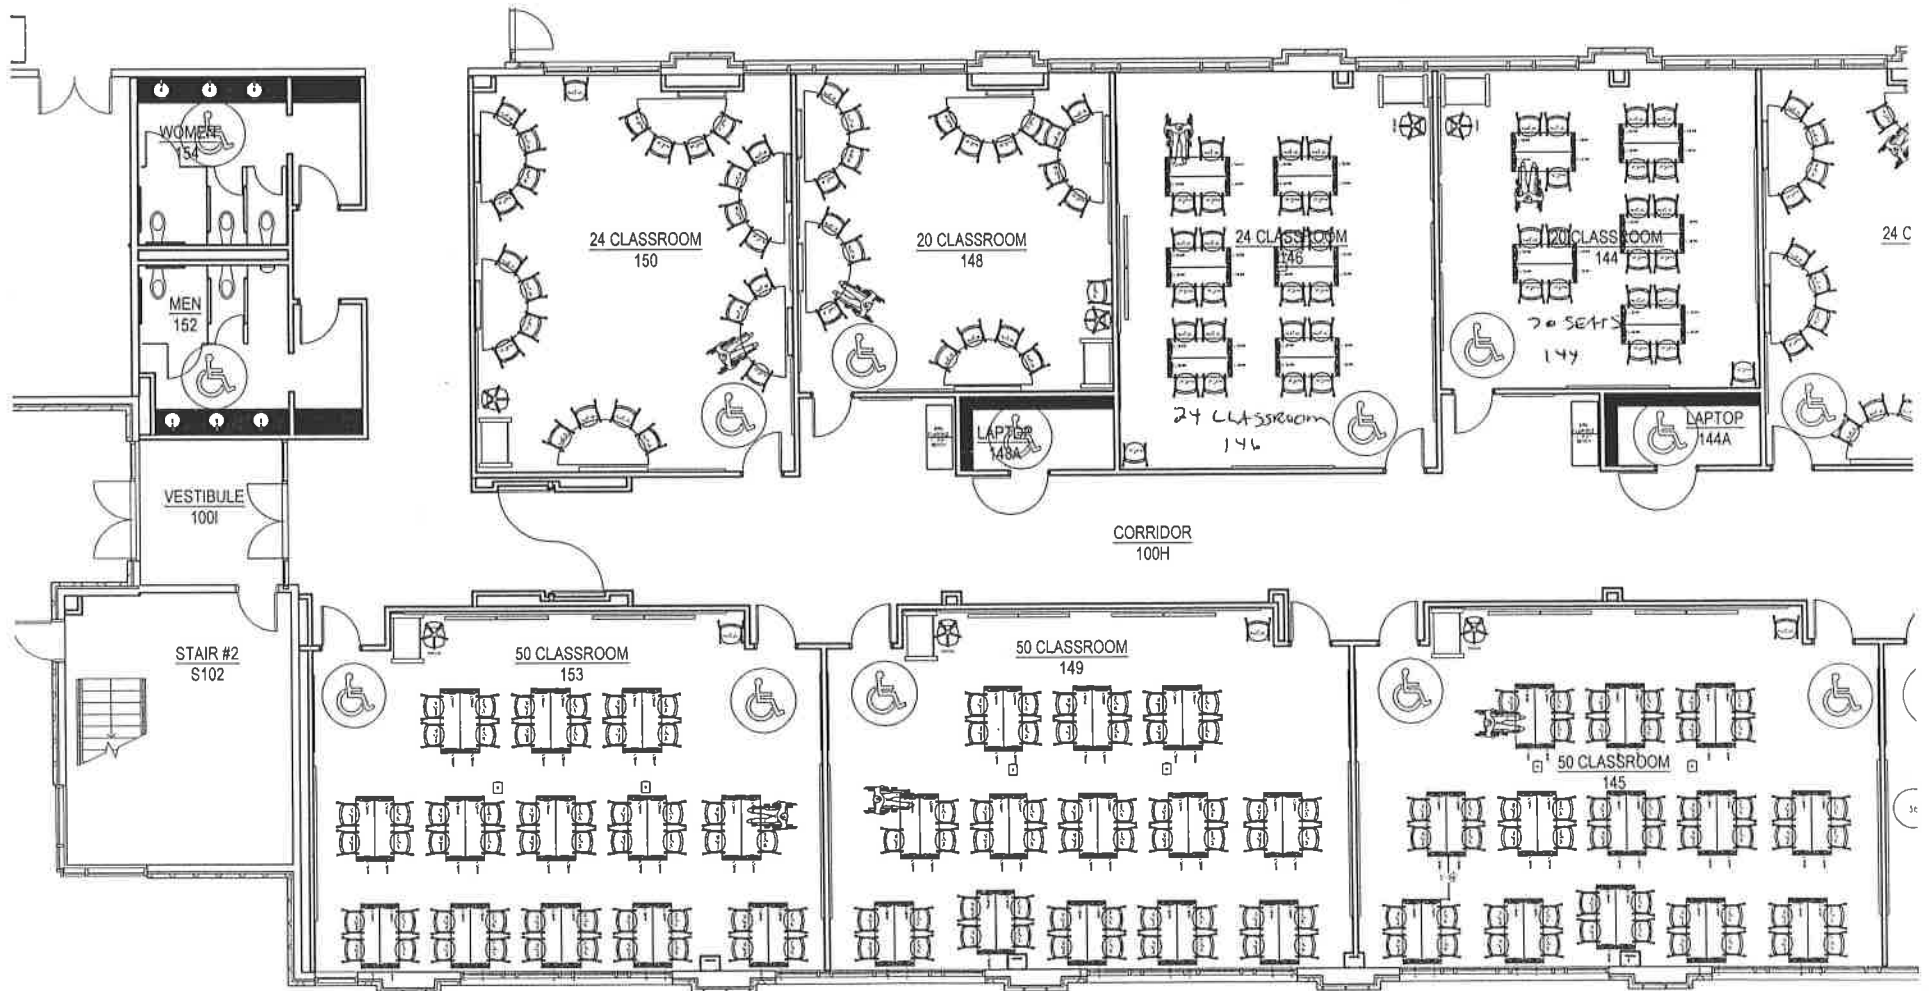 WOMEN
154
MEN
152
VESTIBULE
100I
STAIR #2
S102
24 CLASSROOM
150
20 CLASSROOM
148
24 CLASSROOM
146
20 CLASSROOM
144
24 C
20 SEATS
144
24 CLASSROOM
146
LAPTOP
148A
LAPTOP
144A
CORRIDOR
100H
50 CLASSROOM
153
50 CLASSROOM
149
50 CLASSROOM
145